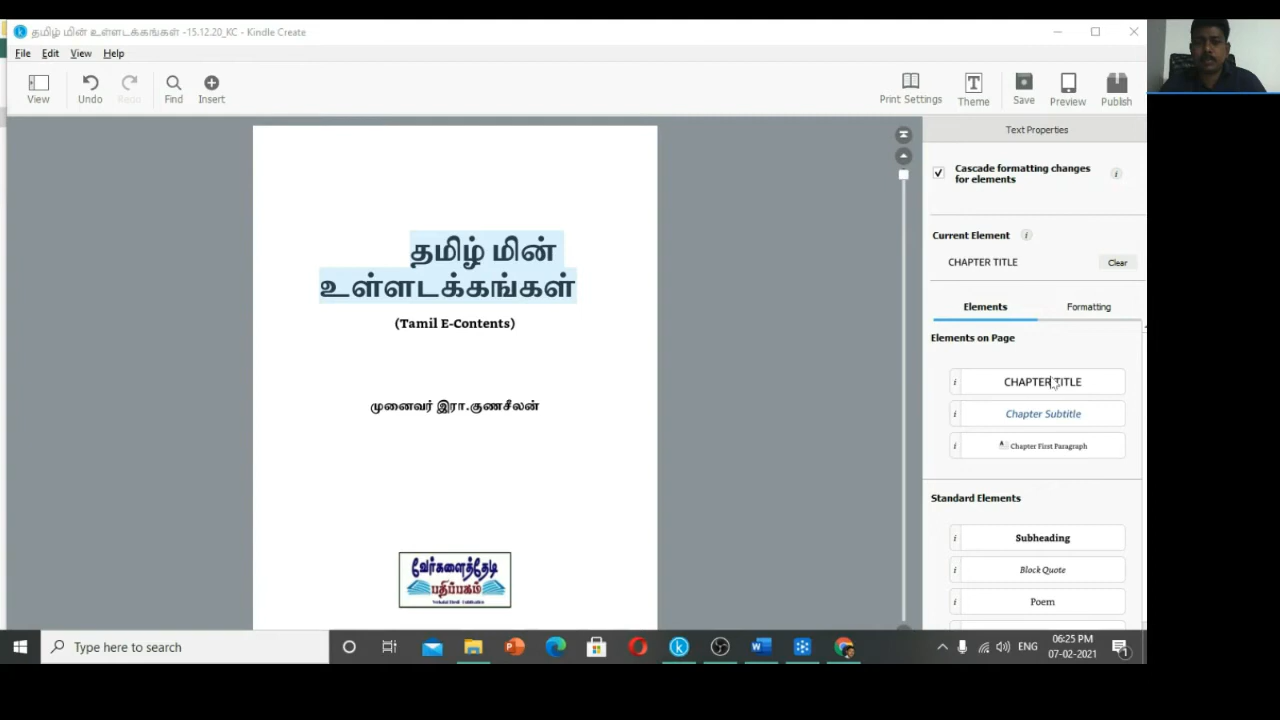 தமிழ் மின் உள்ளடக்கங்கள் -15.12.20_KC - Kindle Create
File Edit View Help
View Undo Redo Find Insert
Print Settings Theme Save Preview Publish
Text Properties
Cascade formatting changes
for elements
Current Element
CHAPTER TITLE Clear
Elements Formatting
Elements on Page
CHAPTER TITLE
Chapter Subtitle
Chapter First Paragraph
Standard Elements
Subheading
Block Quote
Poem
தமிழ் மின்
உள்ளடக்கங்கள்
(Tamil E-Contents)
முனைவர் இரா.குணசீலன்
வேர்களைத்தேடி
பதிப்பகம்
Type here to search
ENG
06:25 PM
07-02-2021